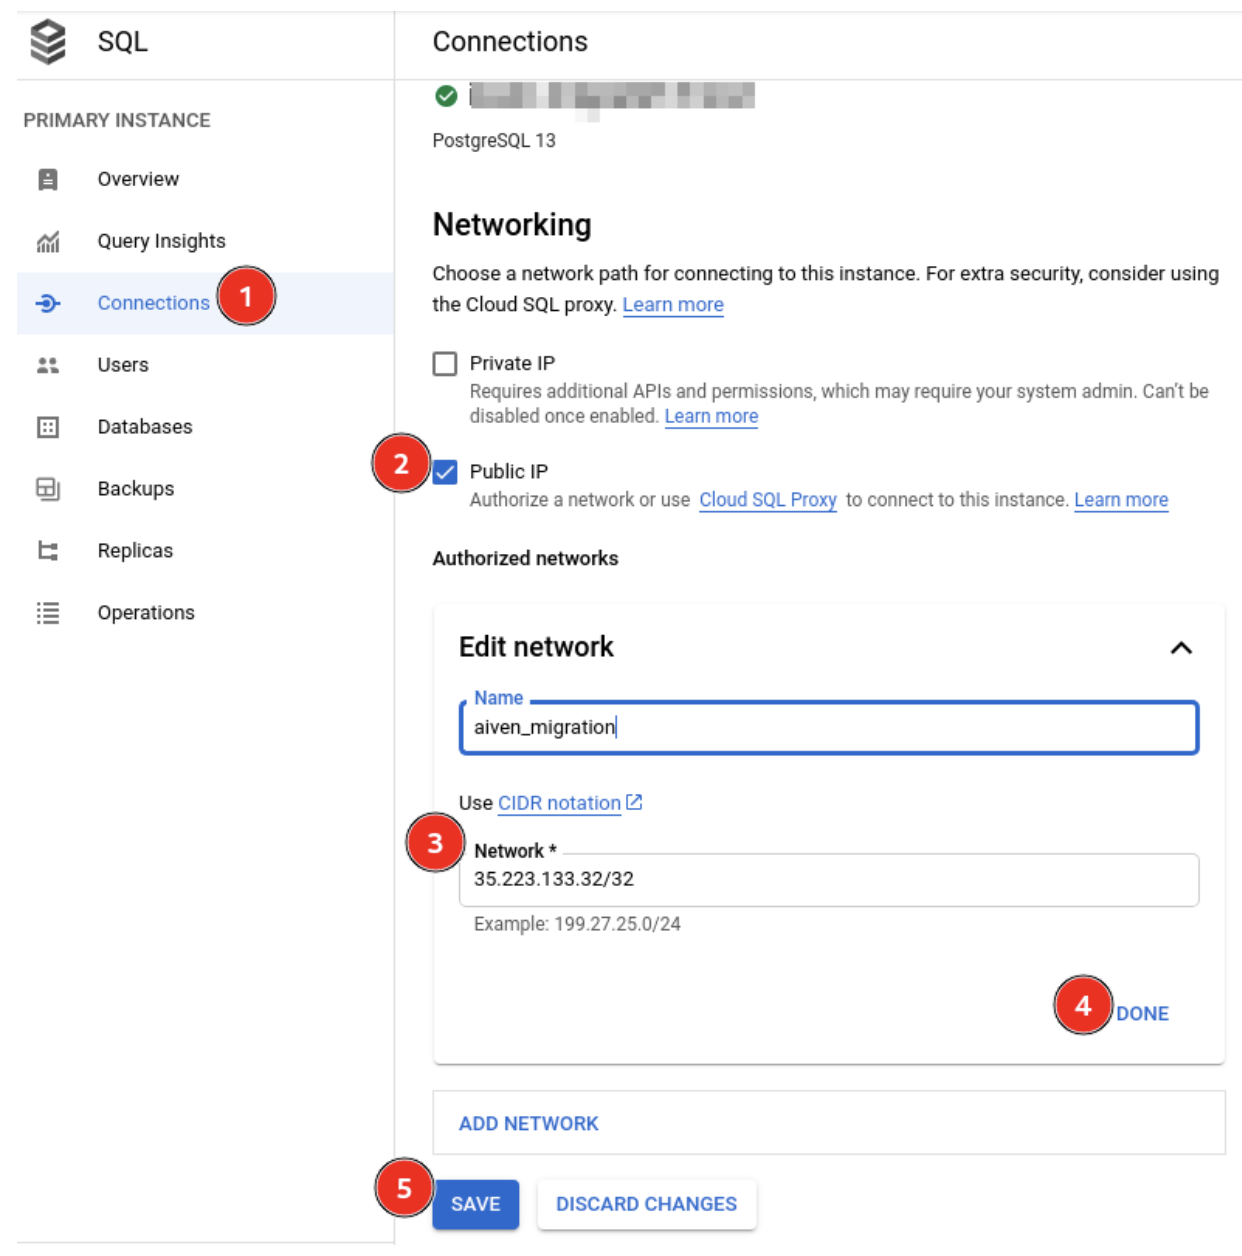 SQL
Connections
PRIMARY INSTANCE
PostgreSQL 13
Overview
Query Insights
Connections
1
Users
Databases
Backups
Replicas
Operations
Networking
Choose a network path for connecting to this instance. For extra security, consider using
the Cloud SQL proxy. Learn more
Private IP
Requires additional APIs and permissions, which may require your system admin. Can't be
disabled once enabled. Learn more
2
Public IP
Authorize a network or use Cloud SQL Proxy to connect to this instance. Learn more
Authorized networks
Edit network
Name
aiven_migration
Use CIDR notation
3
Network *
35.223.133.32/32
Example: 199.27.25.0/24
4
DONE
ADD NETWORK
5
SAVE
DISCARD CHANGES